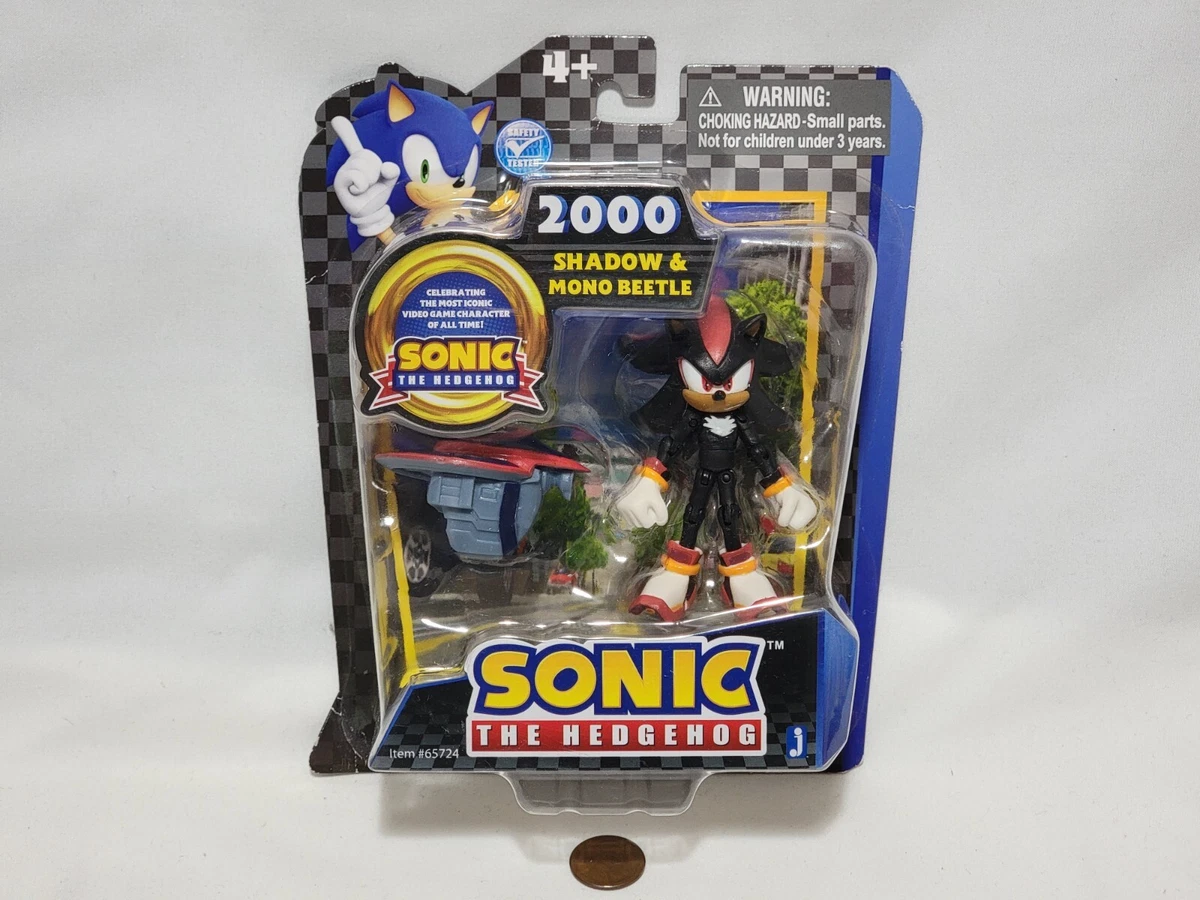 4+
WARNING:
CHOKING HAZARD-Small parts.
Not for children under 3 years.
SAFETY
TESTED
2000
SHADOW &
MONO BEETLE
CELEBRATING
THE MOST ICONIC
VIDEO GAME CHARACTER
OF ALL TIME!
SONIC
THE HEDGEHOG
SONIC™
THE HEDGEHOG
Item #65724
j